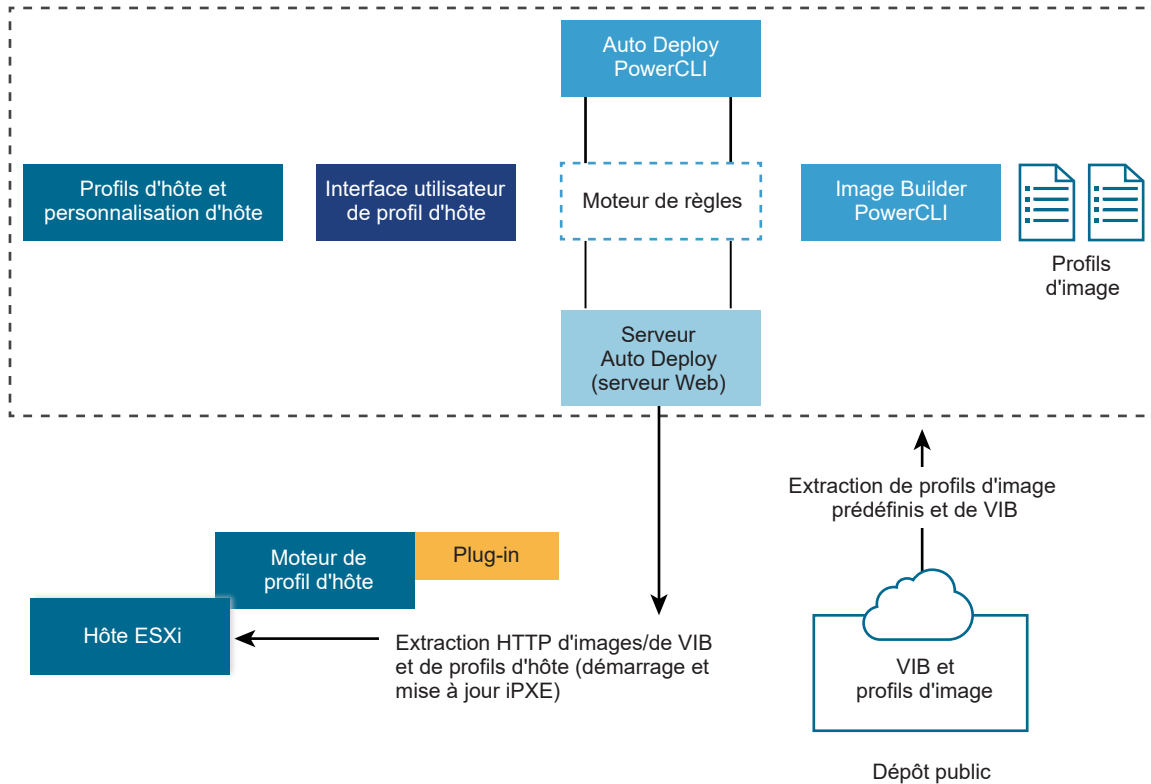 Auto Deploy
PowerCLI
Profils d'hôte et
personnalisation d'hôte
Interface utilisateur
de profil d'hôte
Moteur de règles
Image Builder
PowerCLI
Profils
d'image
Serveur
Auto Deploy
(serveur Web)
Extraction de profils d'image
prédéfinis et de VIB
Moteur de
profil d'hôte
Plug-in
Hôte ESXi
Extraction HTTP d'images/de VIB
et de profils d'hôte (démarrage et
mise à jour iPXE)
VIB et
profils d'image
Dépôt public